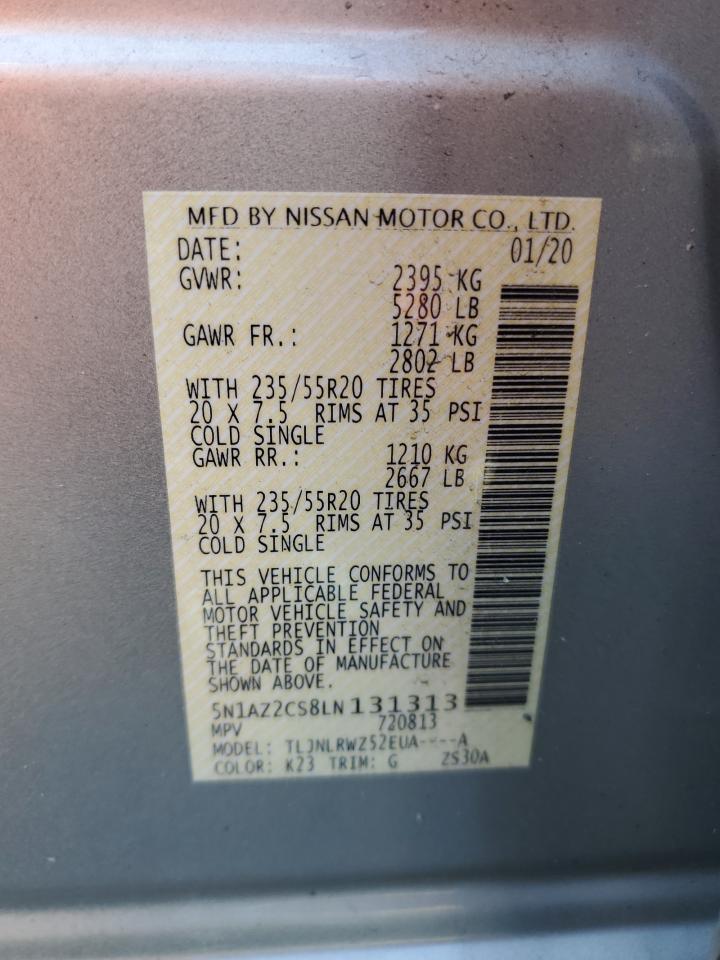 MFD BY NISSAN MOTOR CO., LTD.
DATE: 01/20
GVWR: 2395 KG
5280 LB
GAWR FR.: 1271 KG
2802 LB
WITH 235/55R20 TIRES
20 X 7.5 RIMS AT 35 PSI
COLD SINGLE
GAWR RR.: 1210 KG
2667 LB
WITH 235/55R20 TIRES
20 X 7.5 RIMS AT 35 PSI
COLD SINGLE
THIS VEHICLE CONFORMS TO
ALL APPLICABLE FEDERAL
MOTOR VEHICLE SAFETY AND
THEFT PREVENTION
STANDARDS IN EFFECT ON
THE DATE OF MANUFACTURE
SHOWN ABOVE.
5N1AZ2CS8LN131313
MPV 720813
MODEL: TLJNLRWZ52EUA----A
COLOR: K23 TRIM: G ZS30A